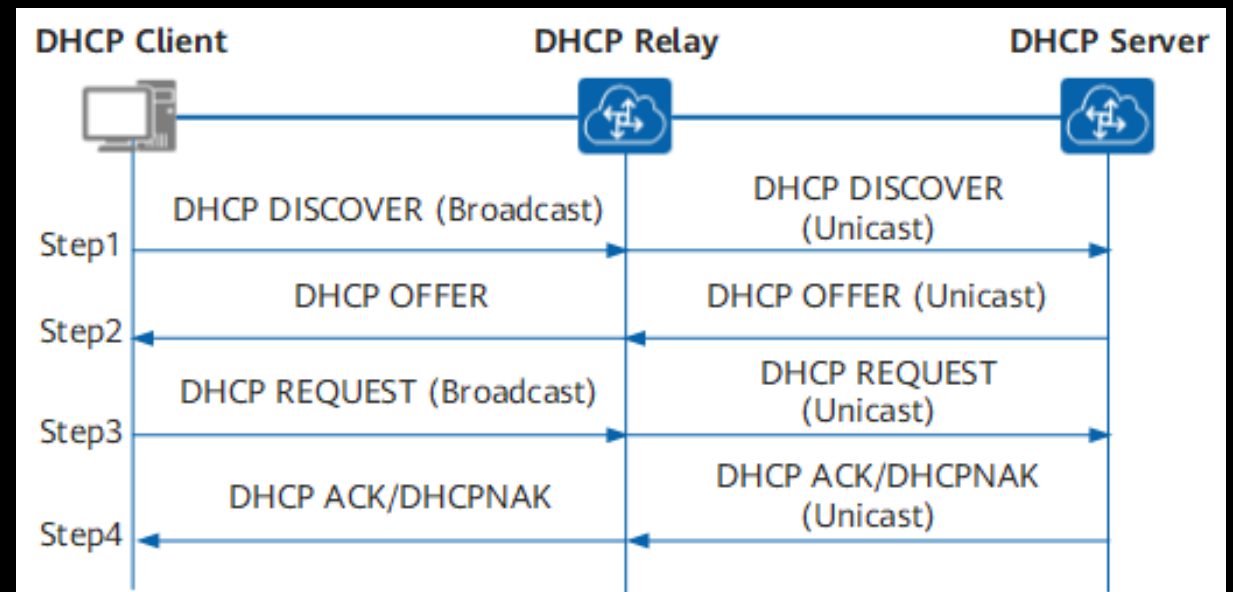 DHCP Client
DHCP Relay
DHCP Server
DHCP DISCOVER (Broadcast)
DHCP DISCOVER
(Unicast)
Step1
DHCP OFFER
DHCP OFFER (Unicast)
Step2
DHCP REQUEST (Broadcast)
DHCP REQUEST
(Unicast)
Step3
DHCP ACK/DHCPNAK
DHCP ACK/DHCPNAK
(Unicast)
Step4